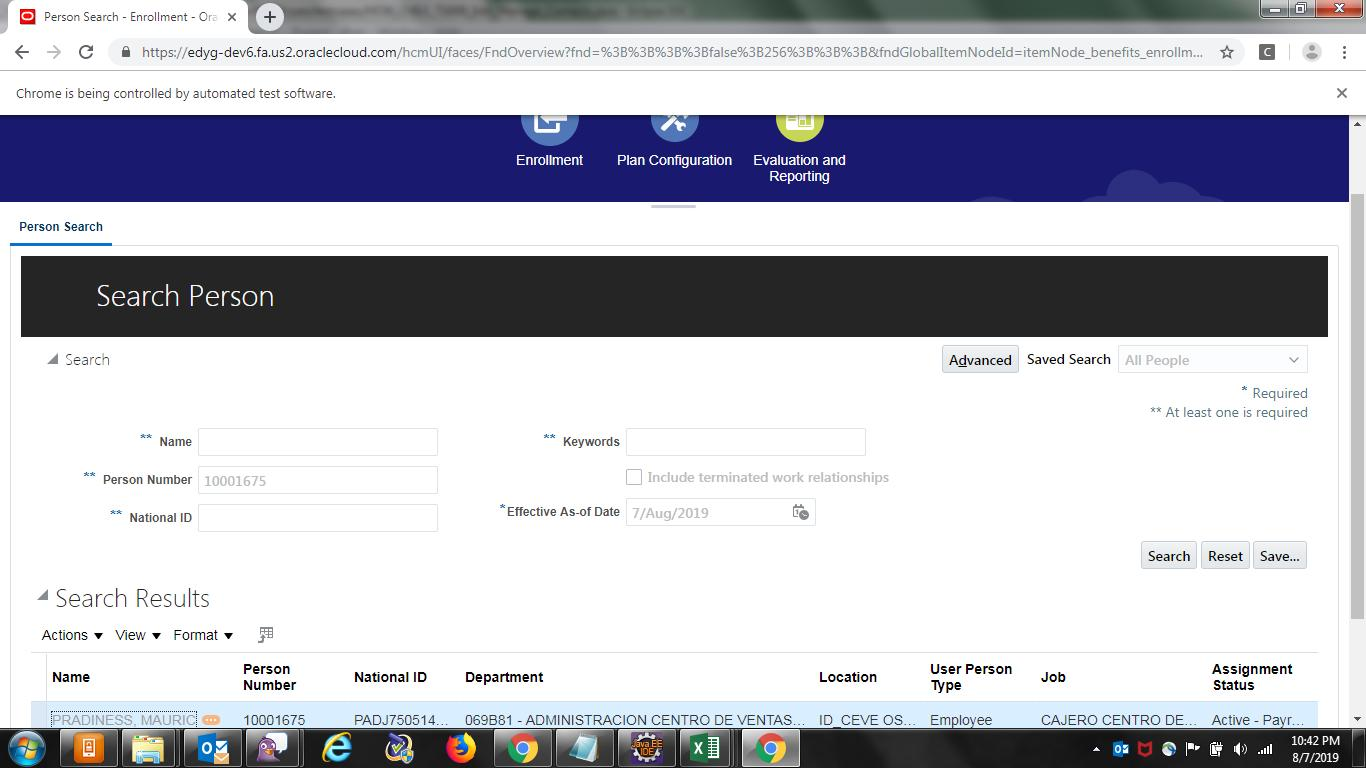 Person Search - Enrollment - Ora
https://edyg-dev6.fa.us2.oraclecloud.com/hcmUI/faces/FndOverview?fnd=%3B%3B%3B%3Bfalse%3B256%3B%3B%3B&fndGlobalItemNodeId=itemNode_benefits_enrollm...
C
Chrome is being controlled by automated test software.
Enrollment
Plan Configuration
Evaluation and
Reporting
Person Search
Search Person
Search
Advanced
Saved Search
All People
* Required
** At least one is required
** Name
** Keywords
** Person Number
10001675
Include terminated work relationships
** National ID
*Effective As-of Date
7/Aug/2019
Search
Reset
Save...
Search Results
Actions
View
Format
Name
Person
Number
National ID
Department
Location
User Person
Type
Job
Assignment
Status
PRADINESS, MAURIC
10001675
PADJ750514...
069B81 - ADMINISTRACION CENTRO DE VENTAS...
ID_CEVE OS...
Employee
CAJERO CENTRO DE...
Active - Payr...
Java EE
IDE
10:42 PM
8/7/2019